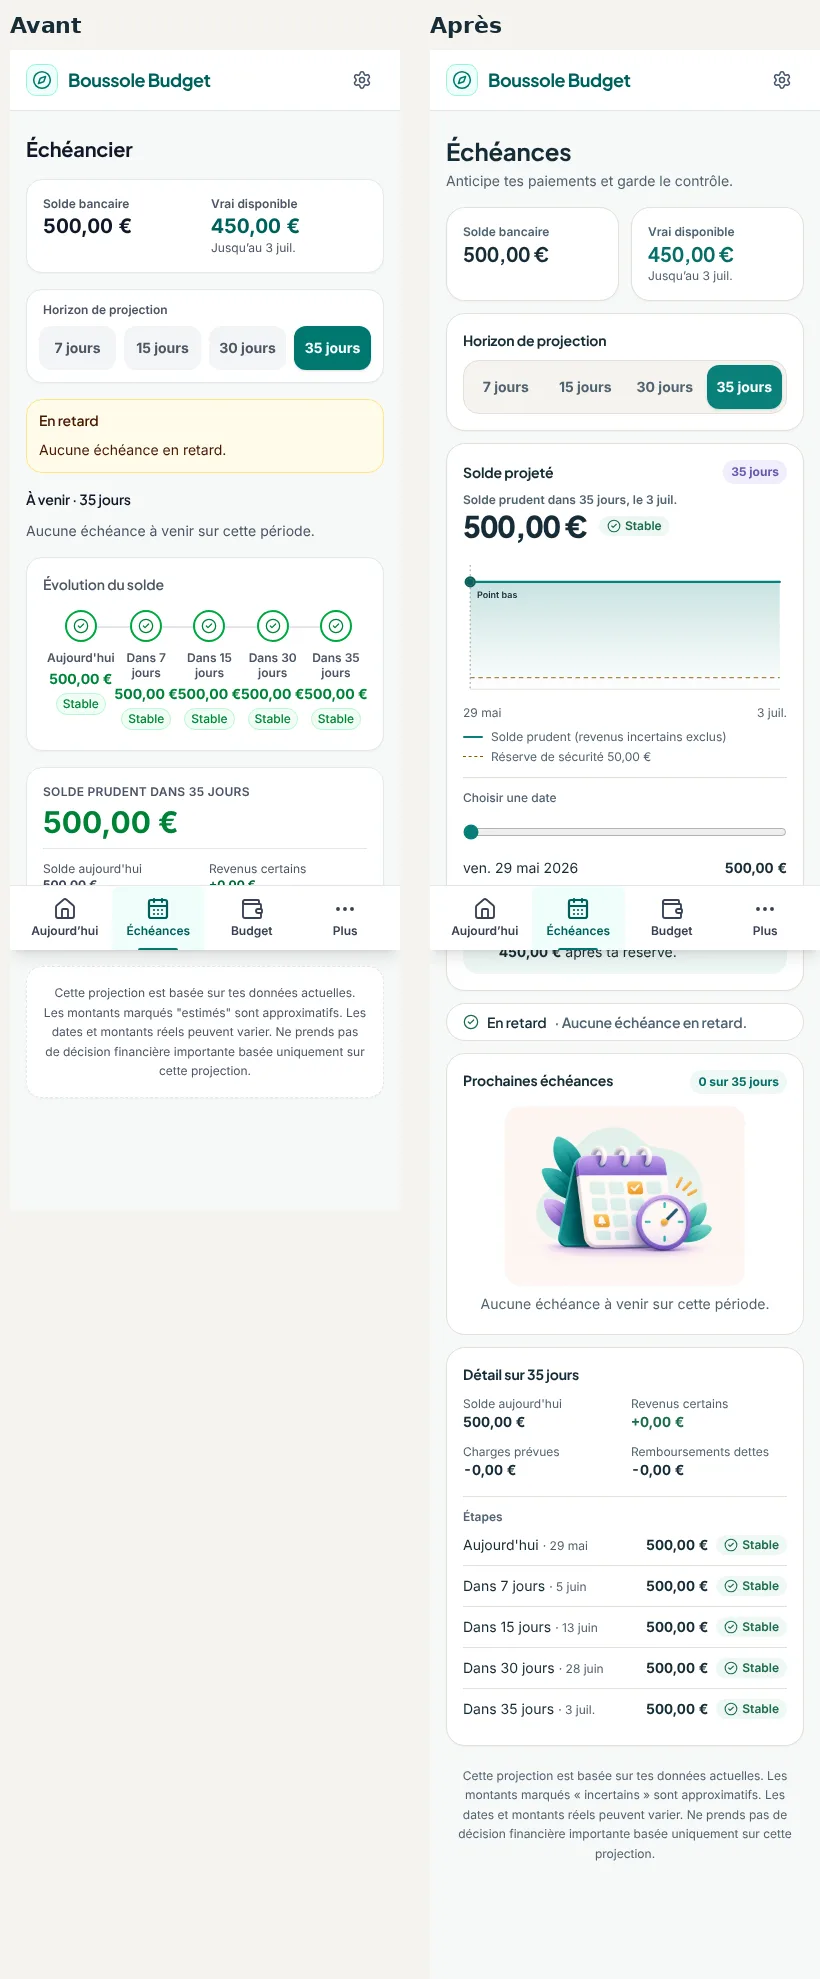 Avant
Boussole Budget
Échéancier
Solde bancaire
500,00 €
Vrai disponible
450,00 €
Jusqu'au 3 juil.
Horizon de projection
7 jours
15 jours
30 jours
35 jours
En retard
Aucune échéance en retard.
À venir · 35 jours
Aucune échéance à venir sur cette période.
Évolution du solde
Aujourd'hui
500,00 €
Stable
Dans 7
jours
500,00 €
Stable
Dans 15
jours
500,00 €
Stable
Dans 30
jours
500,00 €
Stable
Dans 35
jours
500,00 €
Stable
SOLDE PRUDENT DANS 35 JOURS
500,00 €
Solde aujourd'hui
500,00 €
Revenus certains
+0,00 €
Aujourd’hui
Échéances
Budget
Plus
Cette projection est basée sur tes données actuelles.
Les montants marqués "estimés" sont approximatifs. Les
dates et montants réels peuvent varier. Ne prends pas
de décision financière importante basée uniquement sur
cette projection.
Après
Boussole Budget
Échéances
Anticipe tes paiements et garde le contrôle.
Solde bancaire
500,00 €
Vrai disponible
450,00 €
Jusqu'au 3 juil.
Horizon de projection
7 jours
15 jours
30 jours
35 jours
Solde projeté
35 jours
Solde prudent dans 35 jours, le 3 juil.
500,00 €
Stable
Point bas
29 mai
3 juil.
Solde prudent (revenus incertains exclus)
Réserve de sécurité 50,00 €
Choisir une date
ven. 29 mai 2026
500,00 €
Aujourd’hui
Échéances
Budget
Plus
450,00 € après ta réserve.
En retard · Aucune échéance en retard.
Prochaines échéances
0 sur 35 jours
Aucune échéance à venir sur cette période.
Détail sur 35 jours
Solde aujourd'hui
500,00 €
Revenus certains
+0,00 €
Charges prévues
-0,00 €
Remboursements dettes
-0,00 €
Étapes
Aujourd'hui · 29 mai 500,00 € Stable
Dans 7 jours · 5 juin 500,00 € Stable
Dans 15 jours · 13 juin 500,00 € Stable
Dans 30 jours · 28 juin 500,00 € Stable
Dans 35 jours · 3 juil. 500,00 € Stable
Cette projection est basée sur tes données actuelles. Les
montants marqués « incertains » sont approximatifs. Les
dates et montants réels peuvent varier. Ne prends pas de
décision financière importante basée uniquement sur cette
projection.